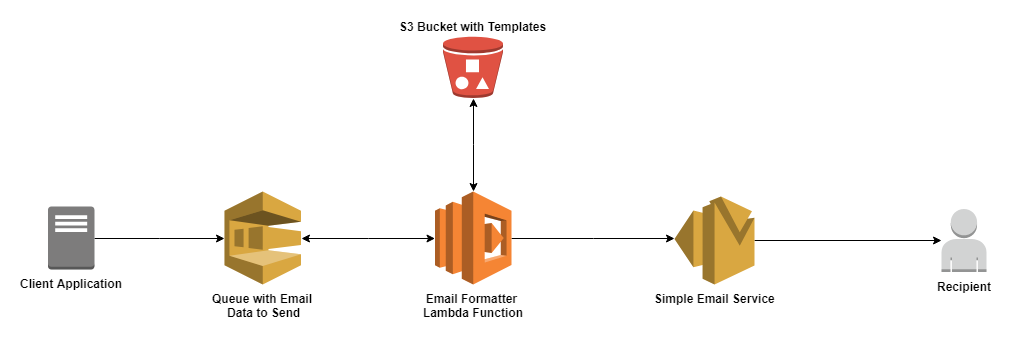 S3 Bucket with Templates
Client Application
Queue with Email
Data to Send
Email Formatter
Lambda Function
Simple Email Service
Recipient